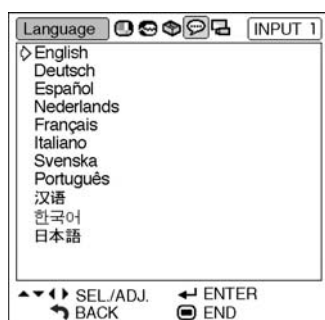 Language INPUT 1
English
Deutsch
Español
Nederlands
Français
Italiano
Svenska
Português
汉语
한국어
日本語
SEL./ADJ. ENTER
BACK END